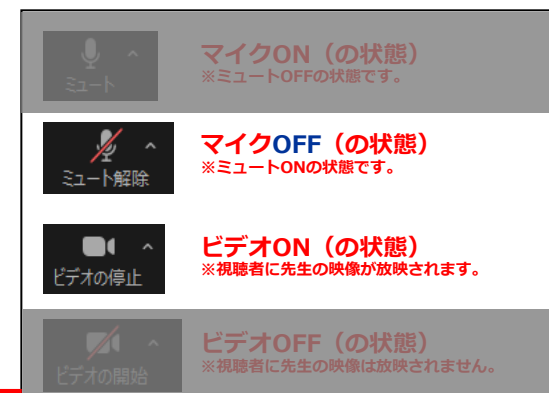 ミュート
マイクON（の状態）
※ミュートOFFの状態です。
ミュート解除
マイクOFF（の状態）
※ミュートONの状態です。
ビデオの停止
ビデオON（の状態）
※視聴者に先生の映像が放映されます。
ビデオの開始
ビデオOFF（の状態）
※視聴者に先生の映像は放映されません。